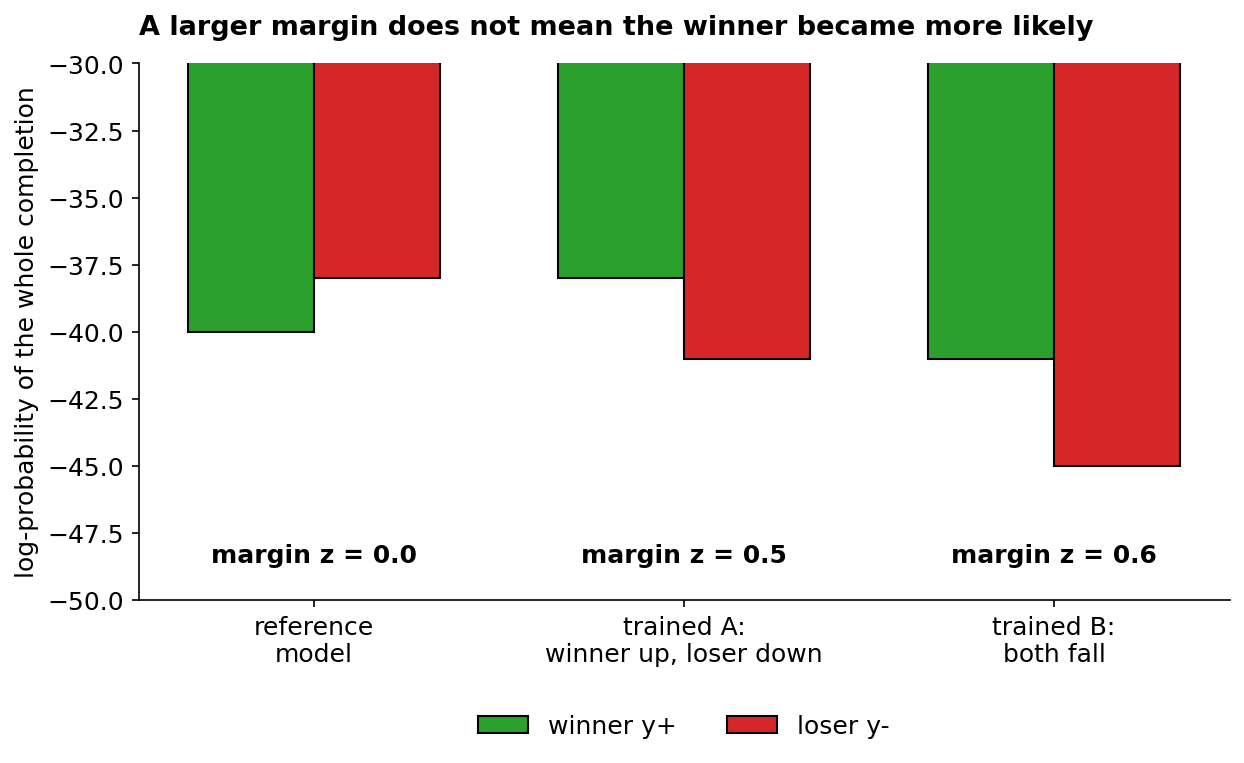 A larger margin does not mean the winner became more likely
log-probability of the whole completion
−30.0
−32.5
−35.0
−37.5
−40.0
−42.5
−45.0
−47.5
−50.0
margin z = 0.0
margin z = 0.5
margin z = 0.6
reference
model
trained A:
winner up, loser down
trained B:
both fall
winner y+
loser y-